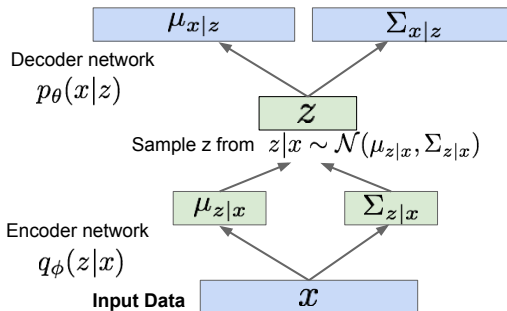 μ_{x|z} Σ_{x|z}
Decoder network
p_θ(x|z)
z
Sample z from z|x ∼ 𝒩(μ_{z|x}, Σ_{z|x})
μ_{z|x} Σ_{z|x}
Encoder network
q_ϕ(z|x)
Input Data x